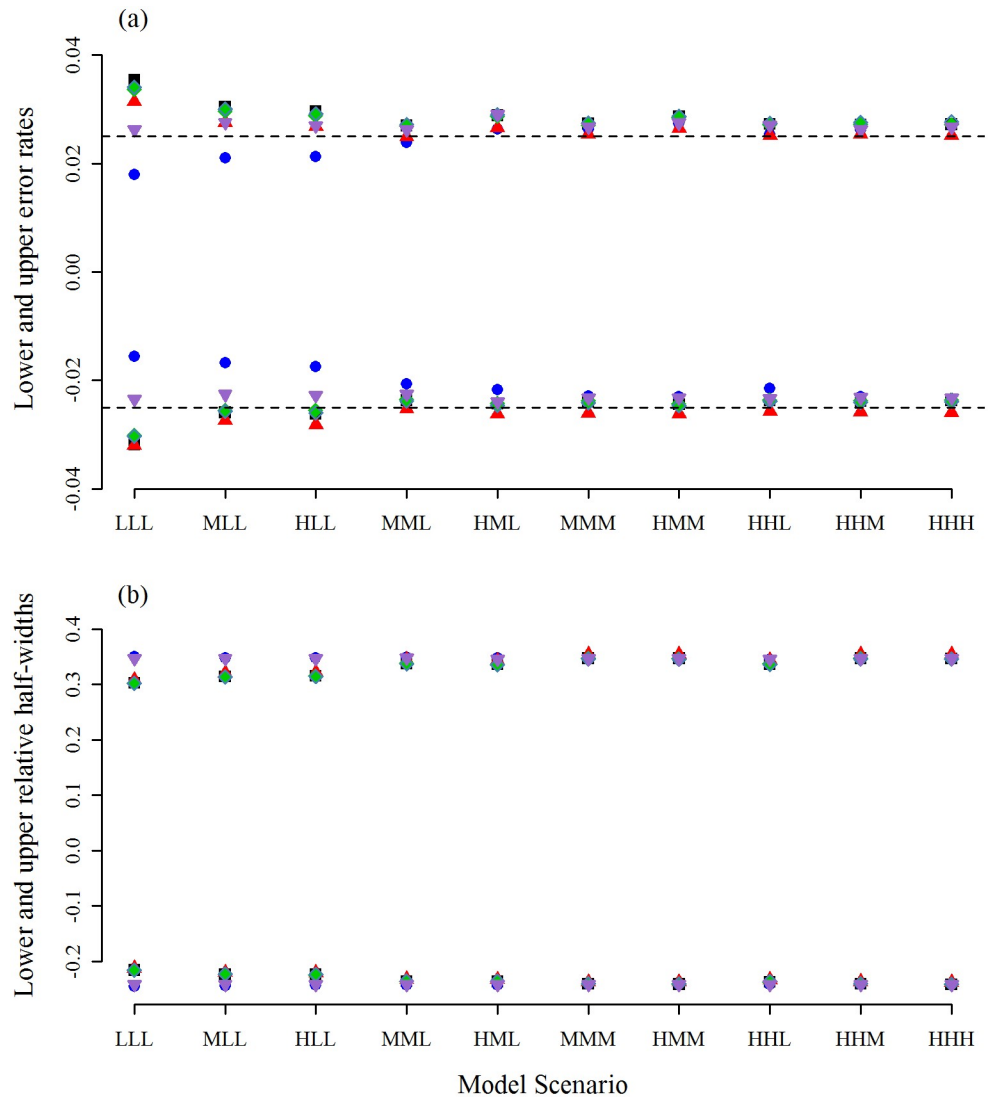 (a)
Lower and upper error rates
0.04
0.02
0.00
-0.02
-0.04
LLL MLL HLL MML HML MMM HMM HHL HHM HHH
(b)
Lower and upper relative half-widths
0.4
0.3
0.2
0.1
0.0
-0.1
-0.2
LLL MLL HLL MML HML MMM HMM HHL HHM HHH
Model Scenario